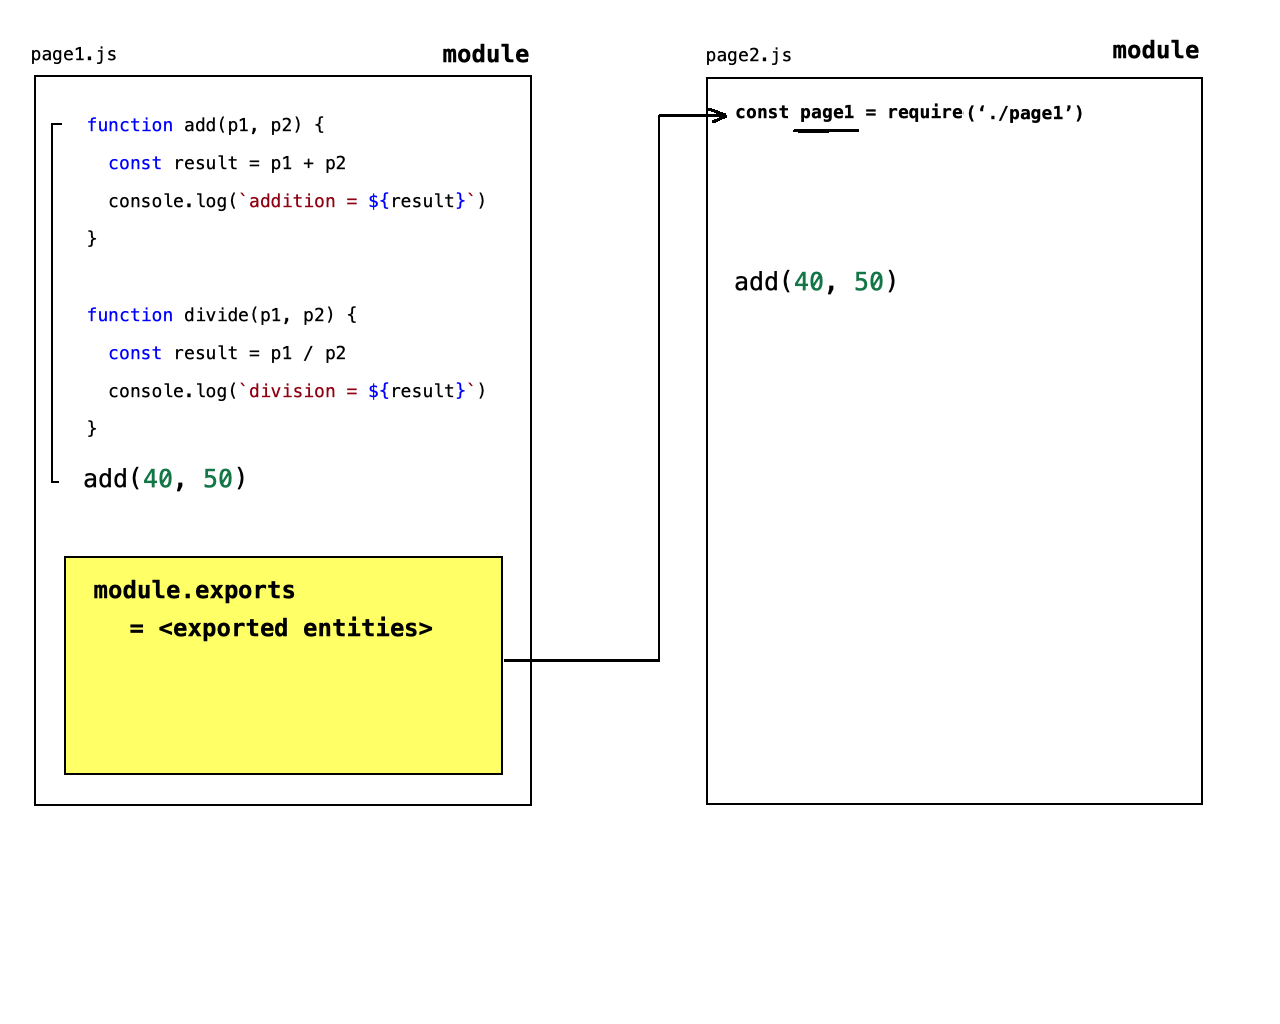 page1.js
module
function add(p1, p2) {
const result = p1 + p2
console.log(`addition = ${result}`)
}
function divide(p1, p2) {
const result = p1 / p2
console.log(`division = ${result}`)
}
add(40, 50)
module.exports
= <exported entities>
page2.js
module
const page1 = require(‘./page1’)
add(40, 50)